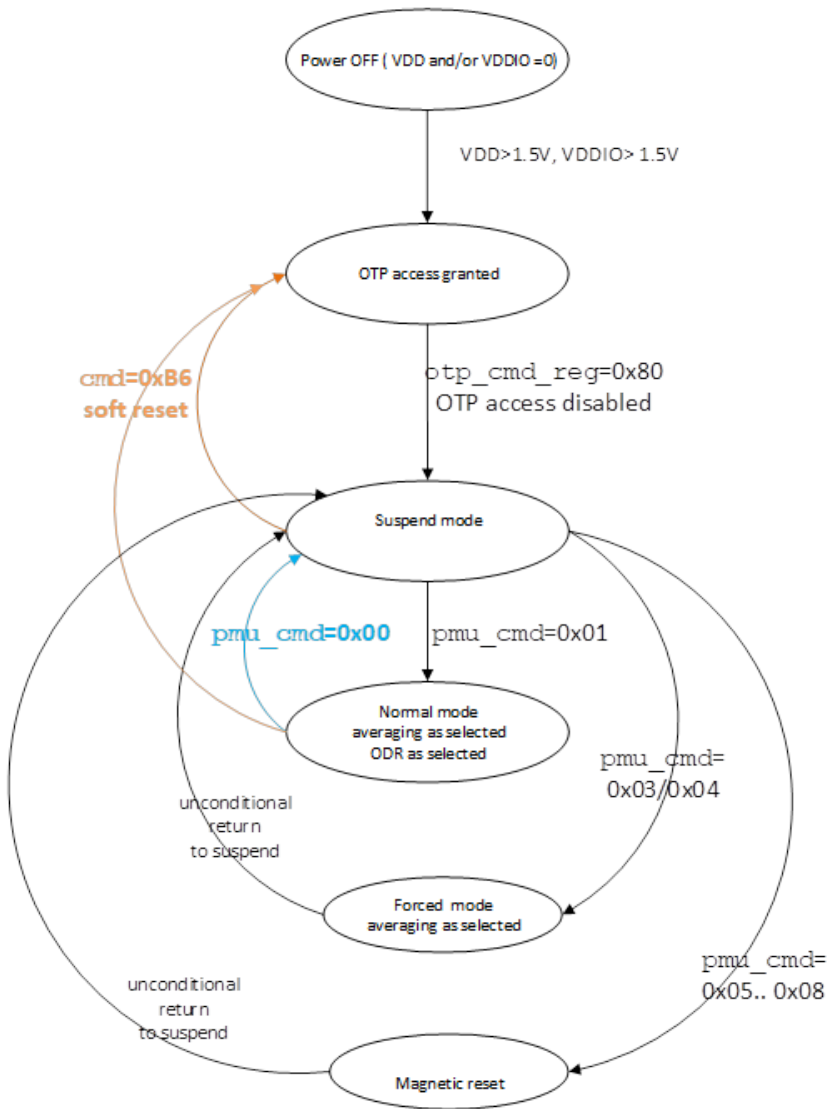 Power OFF ( VDD and/or VDDIO =0)
VDD>1.5V, VDDIO> 1.5V
OTP access granted
cmd=0xB6
soft reset
otp_cmd_reg=0x80
OTP access disabled
Suspend mode
pmu_cmd=0x00
pmu_cmd=0x01
Normal mode
averaging as selected
ODR as selected
pmu_cmd=
0x03/0x04
unconditional
return
to suspend
Forced mode
averaging as selected
pmu_cmd=
0x05.. 0x08
unconditional
return
to suspend
Magnetic reset